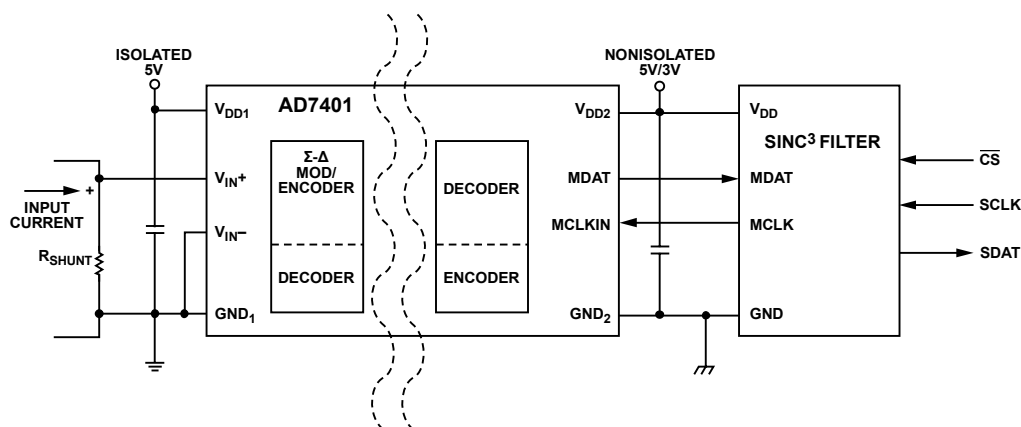 ISOLATED
5V
NONISOLATED
5V/3V
AD7401
VDD1
VIN+
VIN–
GND1
INPUT
CURRENT
+
RSHUNT
Σ-Δ
MOD/
ENCODER
DECODER
DECODER
ENCODER
VDD2
MDAT
MCLKIN
GND2
VDD
SINC3 FILTER
MDAT
MCLK
GND
CS
SCLK
SDAT